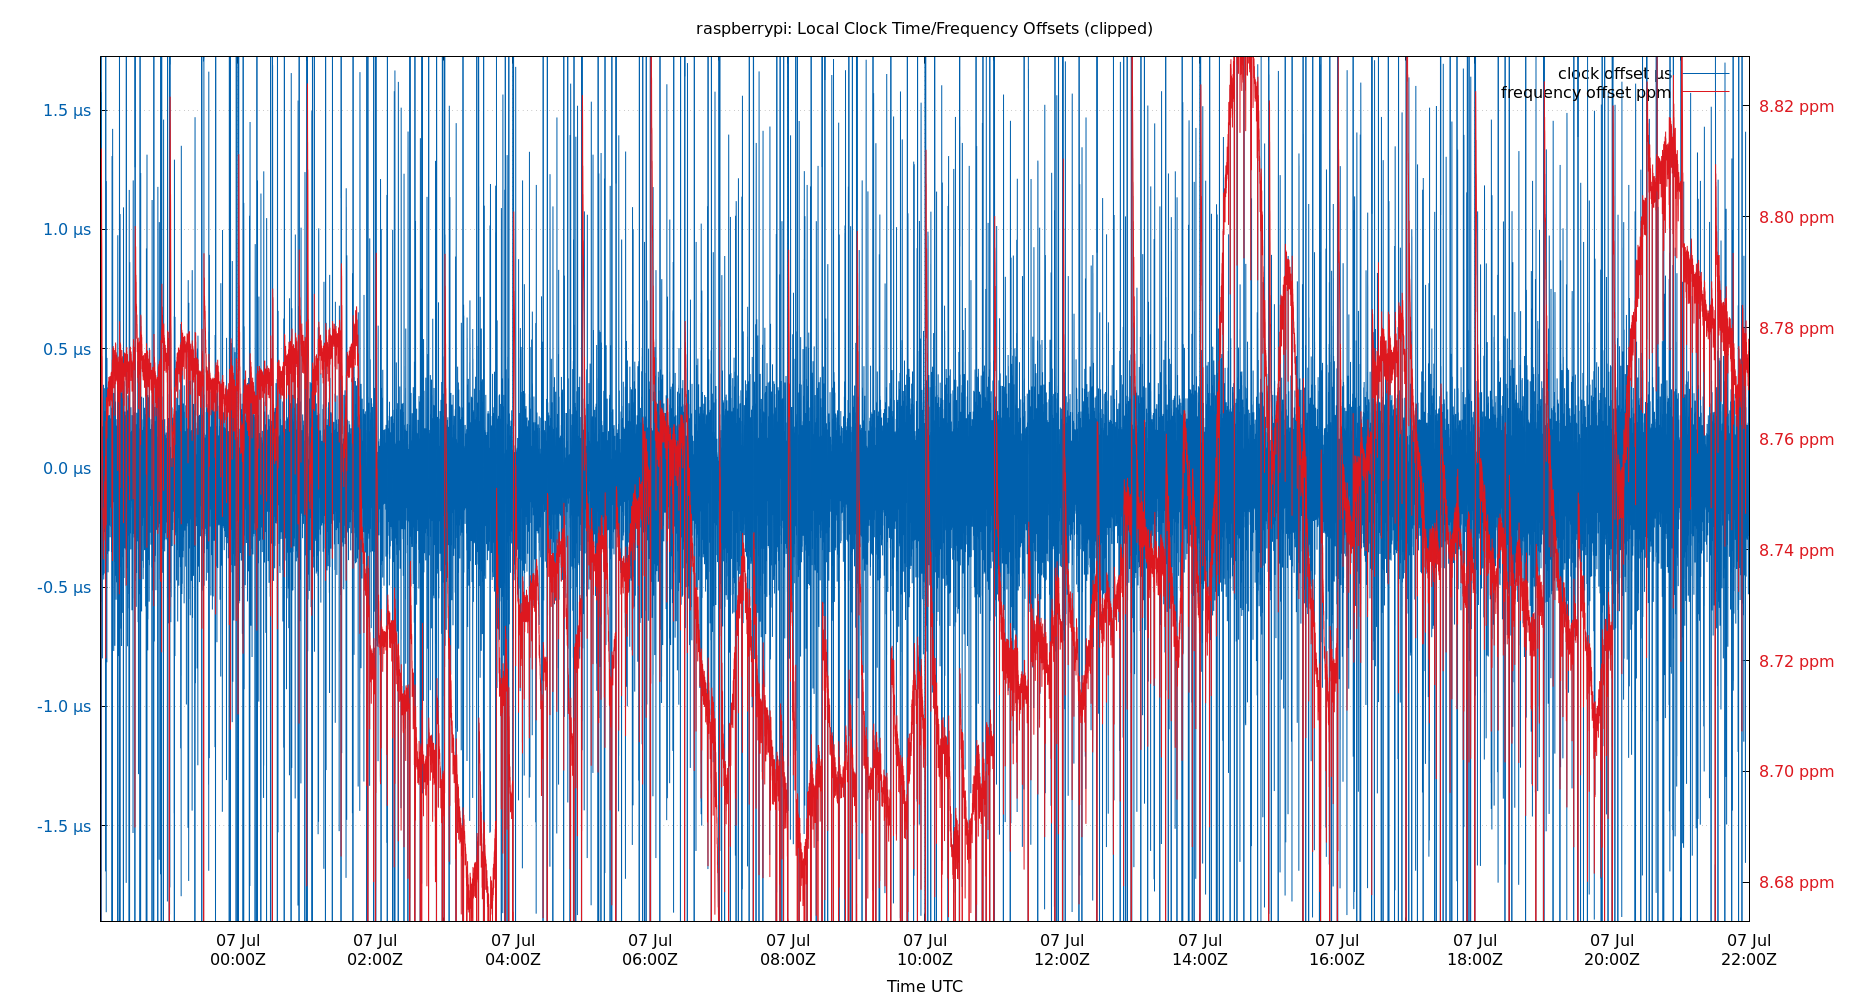 raspberrypi: Local Clock Time/Frequency Offsets (clipped)
clock offset µs
frequency offset ppm
1.5 µs
1.0 µs
0.5 µs
0.0 µs
-0.5 µs
-1.0 µs
-1.5 µs
8.82 ppm
8.80 ppm
8.78 ppm
8.76 ppm
8.74 ppm
8.72 ppm
8.70 ppm
8.68 ppm
07 Jul 07 Jul 07 Jul 07 Jul 07 Jul 07 Jul 07 Jul 07 Jul 07 Jul 07 Jul 07 Jul 07 Jul
00:00Z 02:00Z 04:00Z 06:00Z 08:00Z 10:00Z 12:00Z 14:00Z 16:00Z 18:00Z 20:00Z 22:00Z
Time UTC